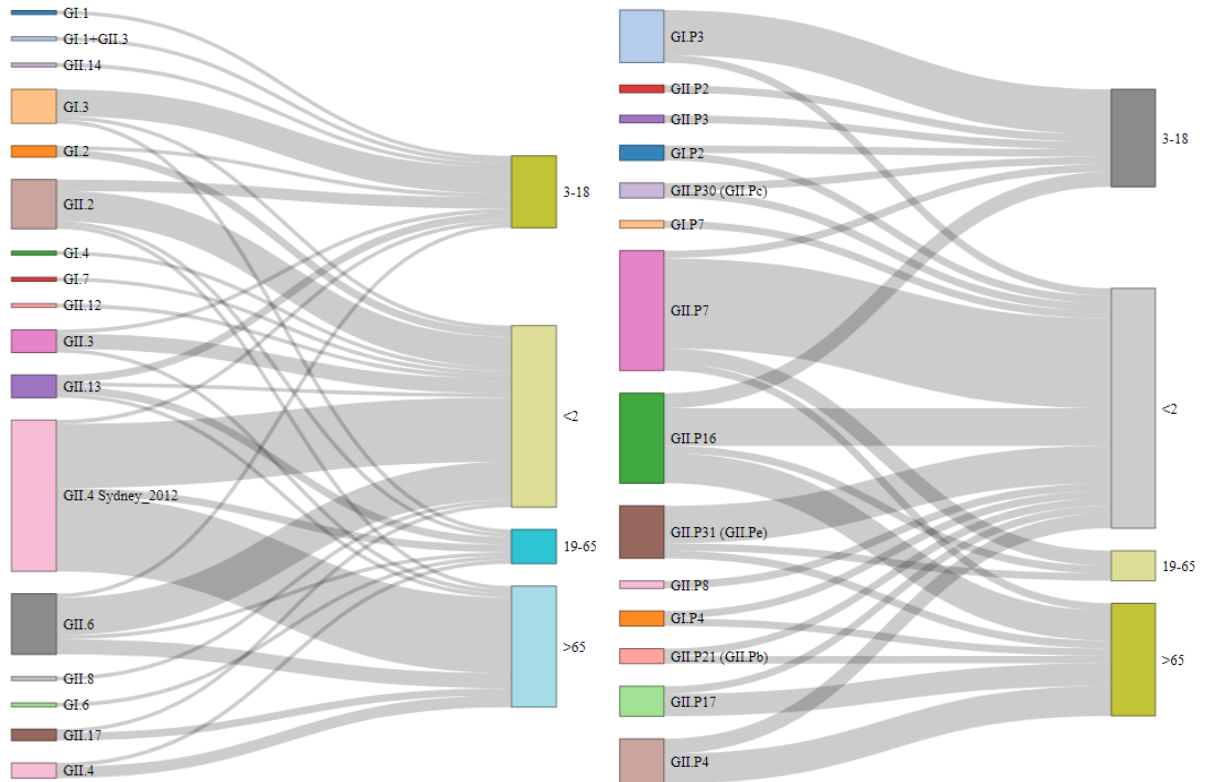 GI.1
GI.1+GII.3
GII.14
GI.3
GI.2
GII.2
GI.4
GI.7
GII.12
GII.3
GII.13
GII.4 Sydney_2012
GII.6
GII.8
GI.6
GII.17
GII.4
3-18
<2
19-65
>65
GI.P3
GII.P2
GII.P3
GI.P2
GII.P30 (GII.Pc)
GI.P7
GII.P7
GII.P16
GII.P31 (GII.Pe)
GII.P8
GI.P4
GII.P21 (GII.Pb)
GII.P17
GII.P4
3-18
<2
19-65
>65